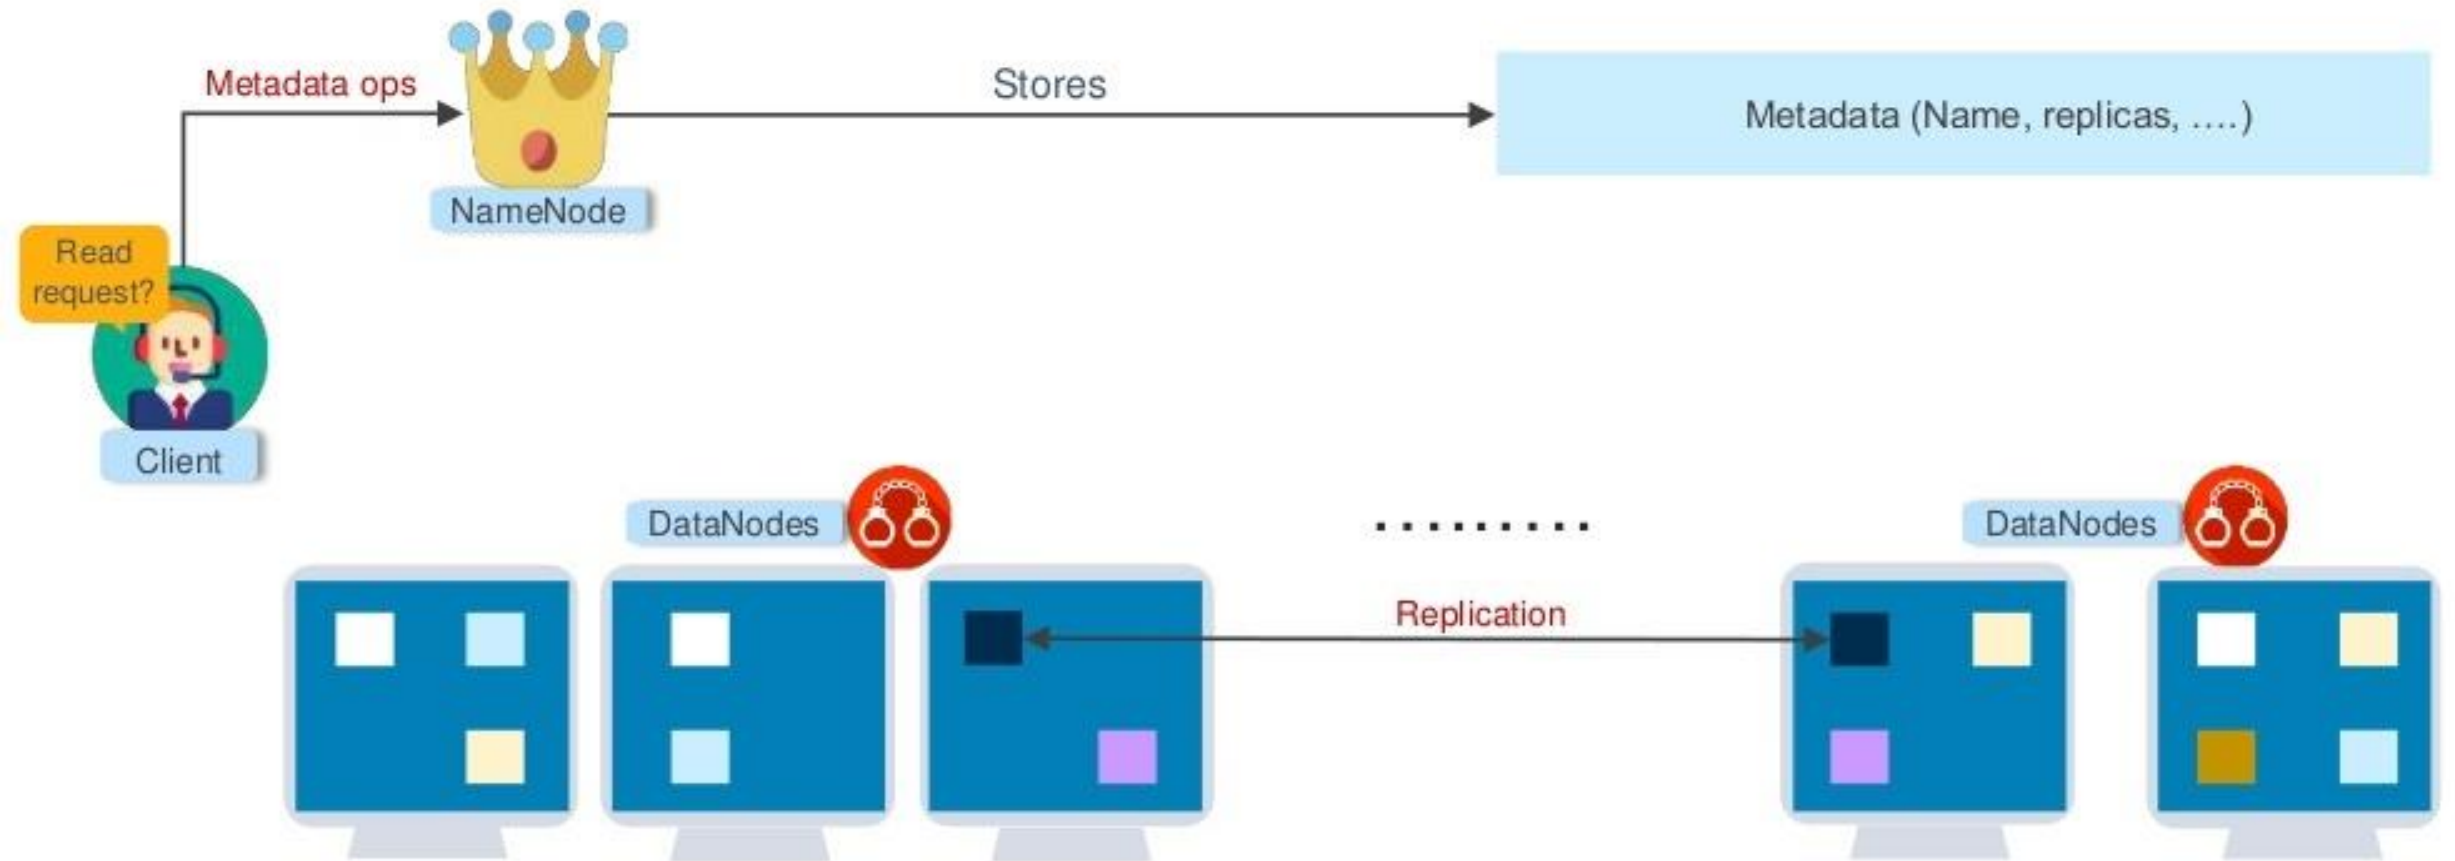 Metadata ops
Stores
Metadata (Name, replicas, ....)
NameNode
Read
request?
Client
DataNodes
.........
DataNodes
Replication